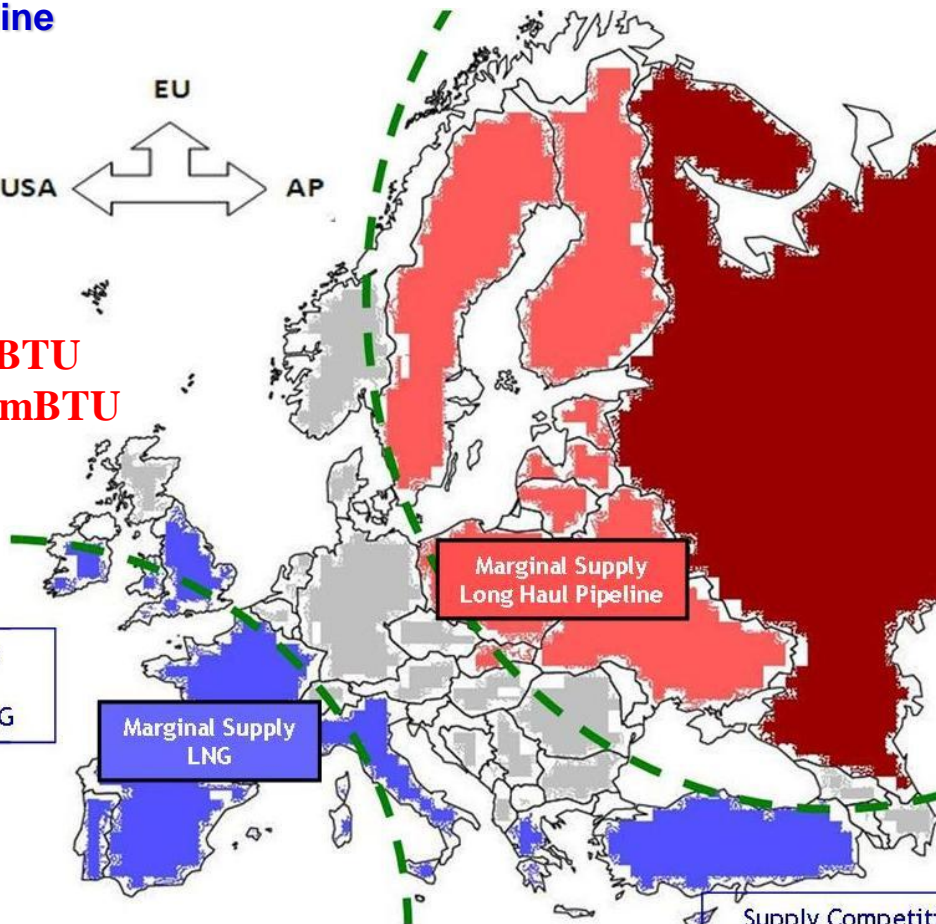 ine
EU
USA
AP
BTU
mBTU
Marginal Supply
Long Haul Pipeline
G
Marginal Supply
LNG
Supply Competit